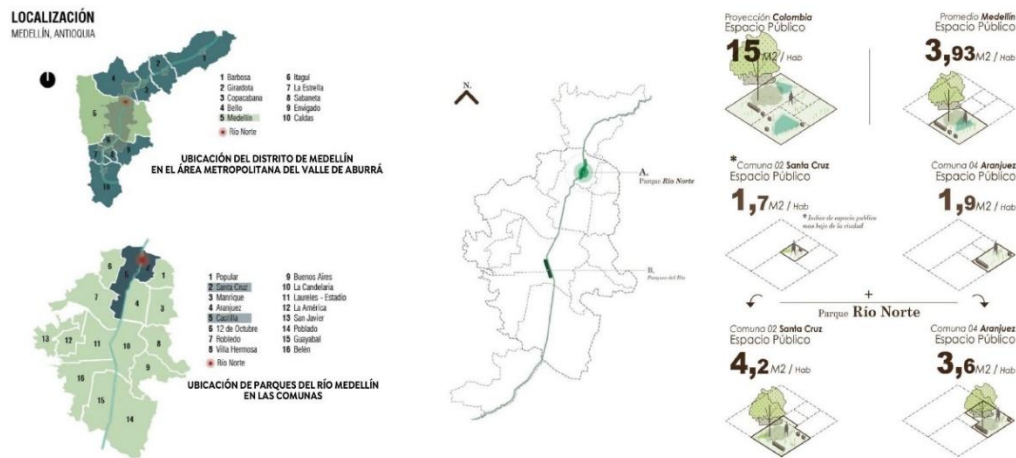 LOCALIZACIÓN
MEDELLÍN, ANTIOQUIA
1 Barbosa
2 Girardota
3 Copacabana
4 Bello
5 Medellín
6 Itaguí
7 La Estrella
8 Sabaneta
9 Envigado
10 Caldas
Río Norte
UBICACIÓN DEL DISTRITO DE MEDELLÍN
EN EL ÁREA METROPOLITANA DEL VALLE DE ABURRÁ
1 Popular
2 Santa Cruz
3 Manrique
4 Aranjuez
5 Castilla
6 12 de Octubre
7 Robledo
8 Villa Hermosa
9 Buenos Aires
10 La Candelaria
11 Laureles - Estadio
12 La América
13 San Javier
14 Poblado
15 Guayabal
16 Belén
Río Norte
UBICACIÓN DE PARQUES DEL RÍO MEDELLÍN
EN LAS COMUNAS
N.
A.
Parque Río Norte
B.
Parques del Río
Proyección Colombia
Espacio Público
15 M2 / Hab
Promedio Medellín
Espacio Público
3,93 M2 / Hab
*Comuna 02 Santa Cruz
Espacio Público
1,7 M2 / Hab
*Índice de espacio publico
mas bajo de la ciudad
Comuna 04 Aranjuez
Espacio Público
1,9 M2 / Hab
+
Parque Río Norte
Comuna 02 Santa Cruz
Espacio Público
4,2 M2 / Hab
Comuna 04 Aranjuez
Espacio Público
3,6 M2 / Hab